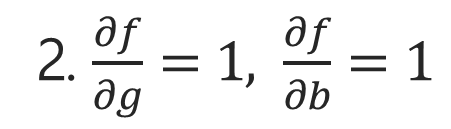 2. ∂f/∂g = 1, ∂f/∂b = 1